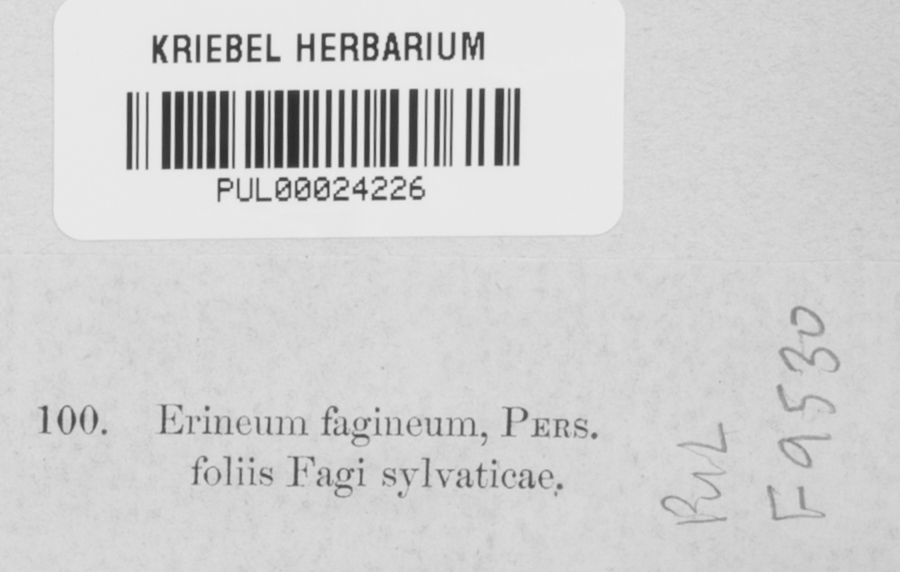 KRIEBEL HERBARIUM
PUL00024226
100. Erineum fagineum, PERS.
foliis Fagi sylvaticae.
PUL
F9530